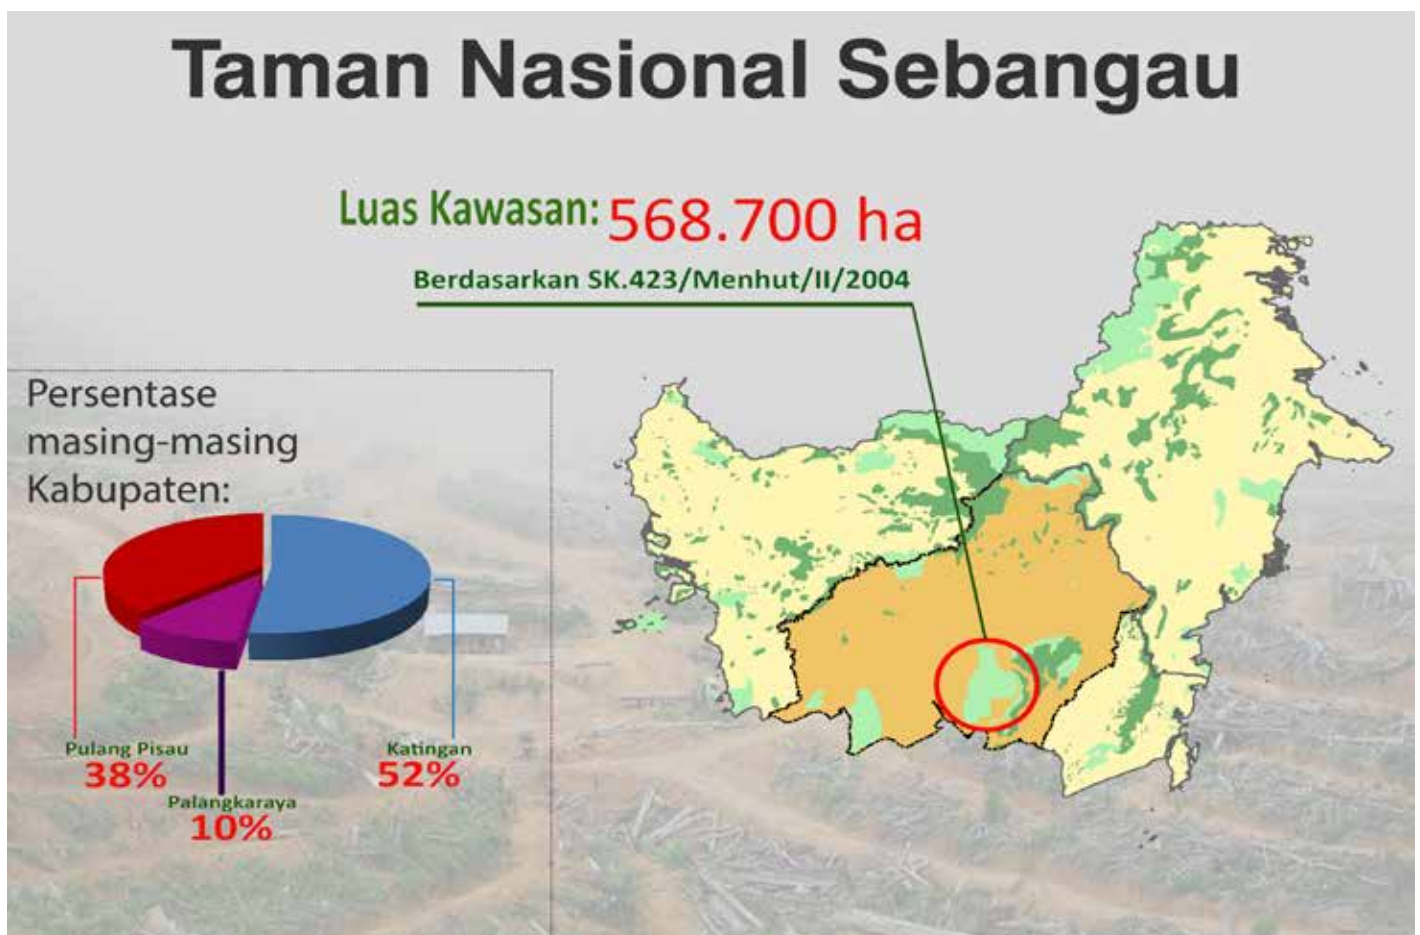 Taman Nasional Sebangau
Luas Kawasan: 568.700 ha
Berdasarkan SK.423/Menhut/II/2004
Persentase
masing-masing
Kabupaten:
Pulang Pisau
38%
Palangkaraya
10%
Katingan
52%